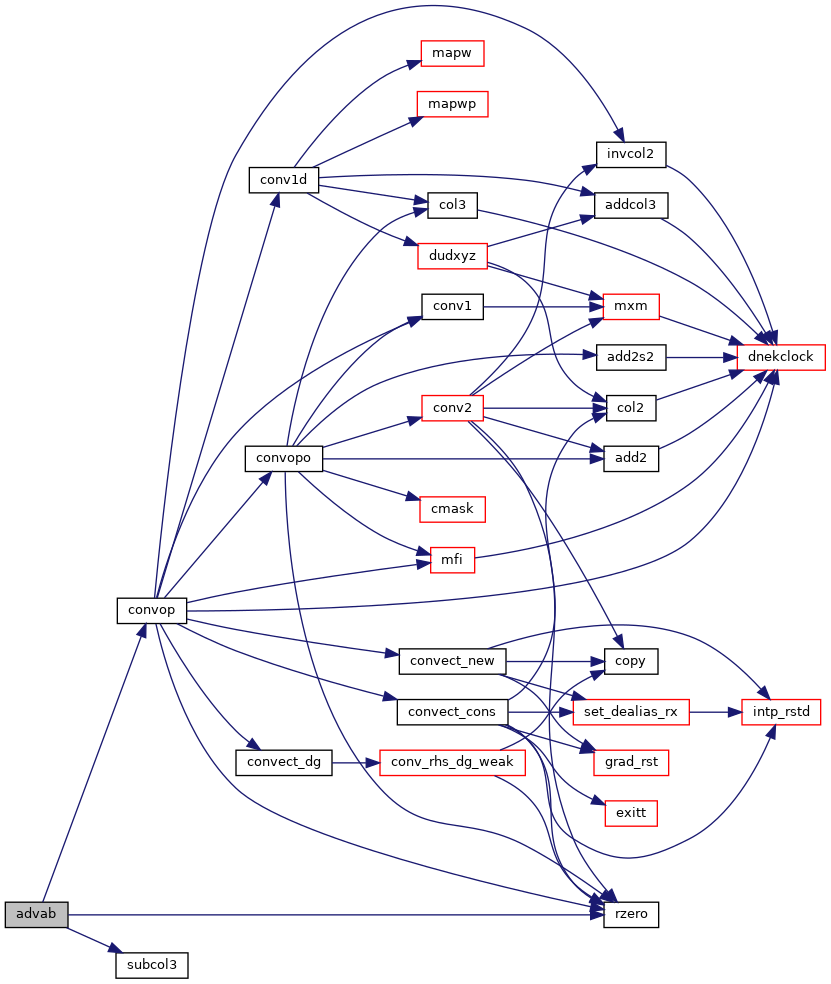 mapw
mapwp
invcol2
conv1d
col3
addcol3
dudxyz
conv1
mxm
add2s2
dnekclock
conv2
col2
convopo
add2
cmask
mfi
convop
convect_new
copy
convect_cons
set_dealias_rx
intp_rstd
convect_dg
conv_rhs_dg_weak
grad_rst
exitt
advab
rzero
subcol3